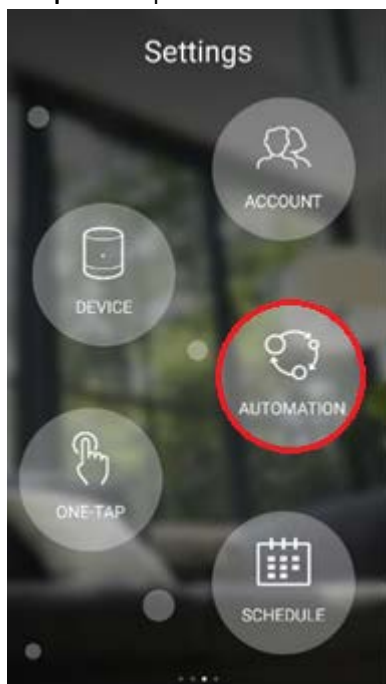 Settings
ACCOUNT
DEVICE
AUTOMATION
ONE-TAP
SCHEDULE